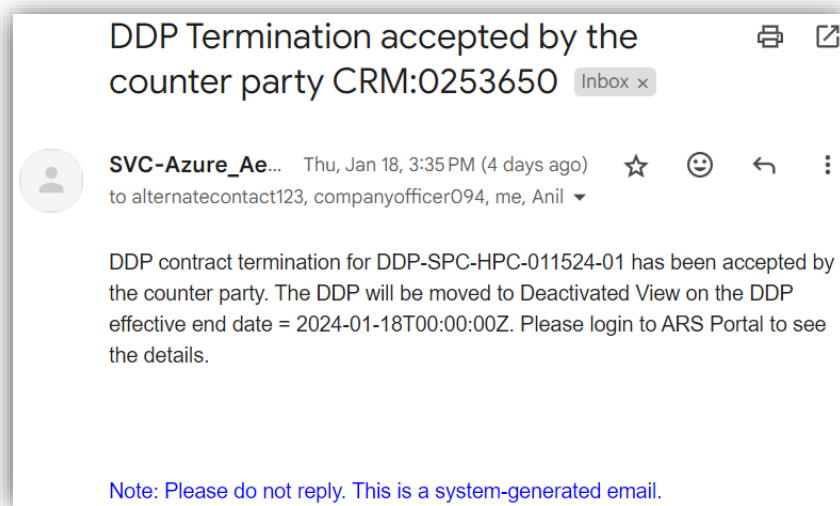 DDP Termination accepted by the
counter party CRM:0253650 Inbox ×
SVC-Azure_Ae... Thu, Jan 18, 3:35 PM (4 days ago)
to alternatecontact123, companyofficer094, me, Anil
DDP contract termination for DDP-SPC-HPC-011524-01 has been accepted by
the counter party. The DDP will be moved to Deactivated View on the DDP
effective end date = 2024-01-18T00:00:00Z. Please login to ARS Portal to see
the details.
Note: Please do not reply. This is a system-generated email.